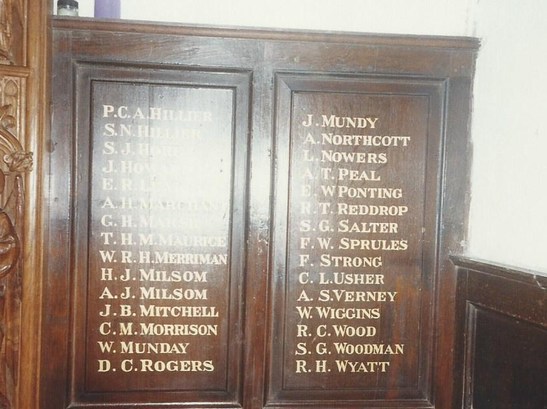 P. C. A. HILLIER
S. N. HILLIER
S. J.
J.
E. R. L.
A. H. MARCHANT
G. H.
T. H. M. MAURICE
W. R. H. MERRIMAN
H. J. MILSOM
A. J. MILSOM
J. B. MITCHELL
C. M. MORRISON
W. MUNDAY
D. C. ROGERS
J. MUNDY
A. NORTHCOTT
L. NOWERS
A. T. PEAL
E. W PONTING
R. T. REDDROP
S. G. SALTER
F. W. SPRULES
F. STRONG
C. L. USHER
A. S. VERNEY
W. WIGGINS
R. C. WOOD
S. G. WOODMAN
R. H. WYATT